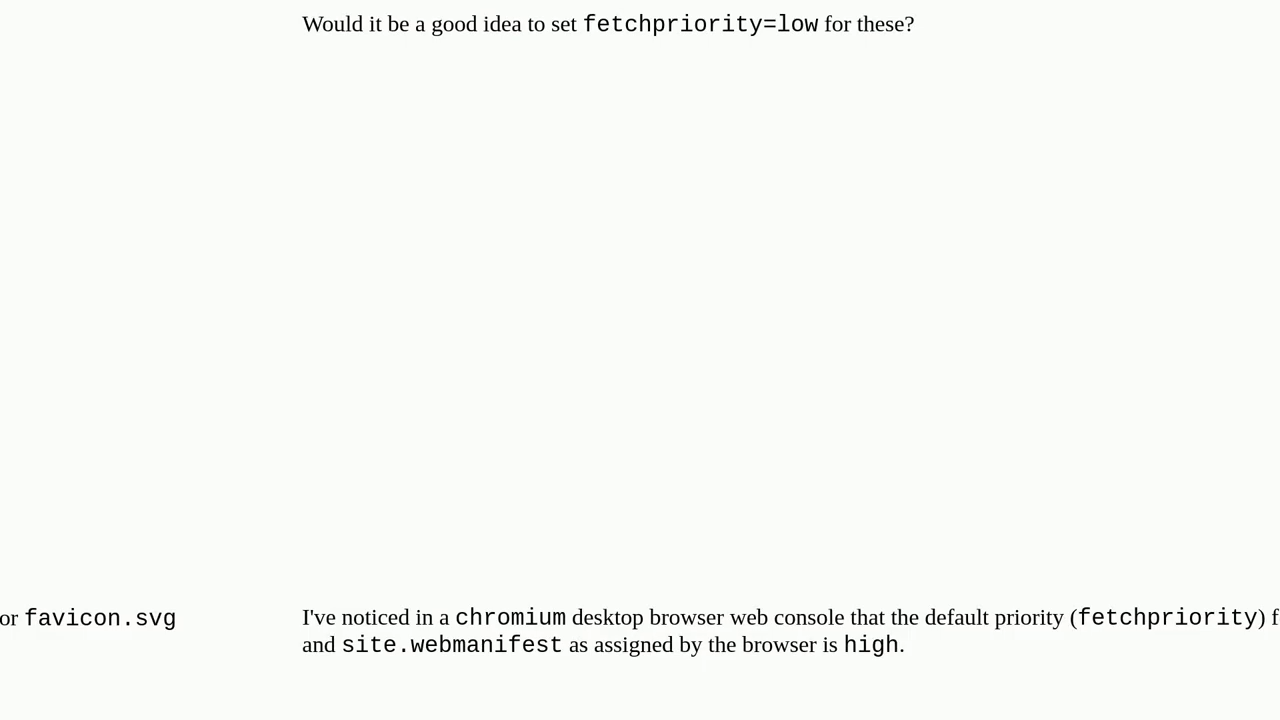 Would it be a good idea to set fetchpriority=low for these?
or favicon.svg
I've noticed in a chromium desktop browser web console that the default priority (fetchpriority) f
and site.webmanifest as assigned by the browser is high.